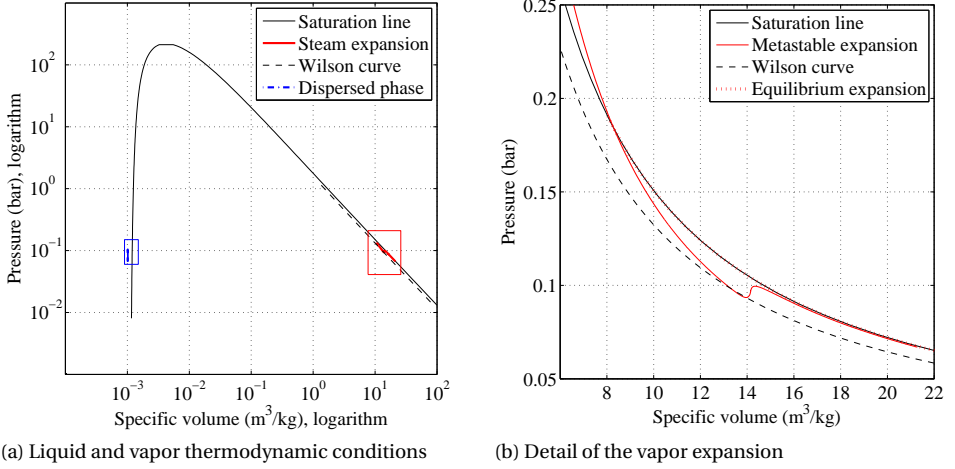 Saturation line
Steam expansion
Wilson curve
Dispersed phase
10^2
10^1
10^0
10^−1
10^−2
Pressure (bar), logarithm
10^−3
10^−2
10^−1
10^0
10^1
10^2
Specific volume (m^3/kg), logarithm
(a) Liquid and vapor thermodynamic conditions
Saturation line
Metastable expansion
Wilson curve
Equilibrium expansion
0.25
0.2
0.15
0.1
0.05
Pressure (bar)
8
10
12
14
16
18
20
22
Specific volume (m^3/kg)
(b) Detail of the vapor expansion